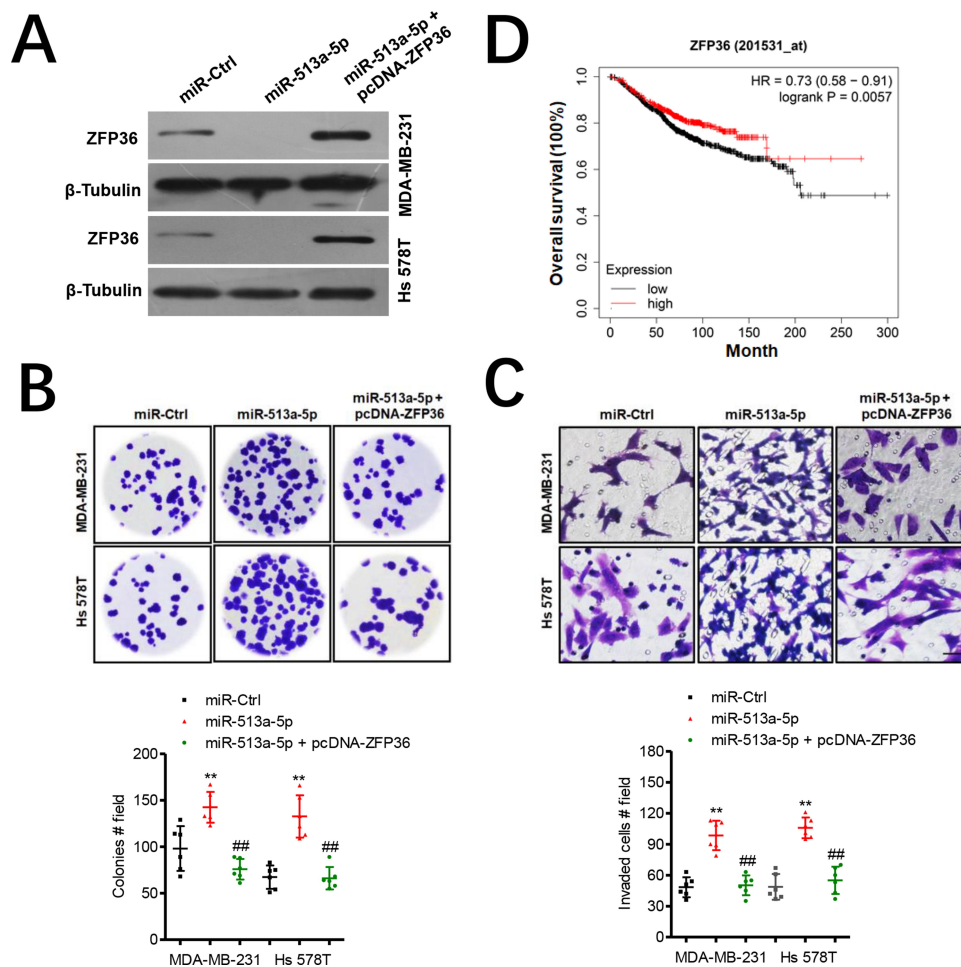 A
miR-Ctrl
miR-513a-5p
miR-513a-5p +
pcDNA-ZFP36
ZFP36
β-Tubulin
MDA-MB-231
ZFP36
β-Tubulin
Hs 578T
D
ZFP36 (201531_at)
HR = 0.73 (0.58 − 0.91)
logrank P = 0.0057
Overall survival (100%)
1.0
0.8
0.6
0.4
0.2
0.0
Expression
low
high
0 50 100 150 200 250 300
Month
B
miR-Ctrl
miR-513a-5p
miR-513a-5p +
pcDNA-ZFP36
MDA-MB-231
Hs 578T
miR-Ctrl
miR-513a-5p
miR-513a-5p + pcDNA-ZFP36
Colonies # field
200
150
100
50
0
**
##
**
##
MDA-MB-231 Hs 578T
C
miR-Ctrl
miR-513a-5p
miR-513a-5p +
pcDNA-ZFP36
MDA-MB-231
Hs 578T
miR-Ctrl
miR-513a-5p
miR-513a-5p + pcDNA-ZFP36
Invaded cells # field
180
150
120
90
60
30
0
**
##
**
##
MDA-MB-231 Hs 578T